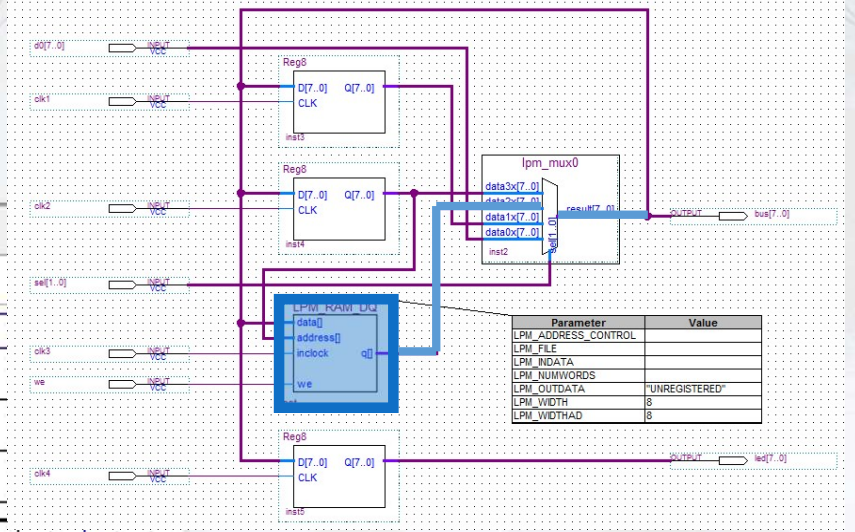 d0[7..0]
INPUT
VCC
clk1
INPUT
VCC
clk2
INPUT
VCC
sel[1..0]
INPUT
VCC
clk3
INPUT
VCC
we
INPUT
VCC
clk4
INPUT
VCC
Reg8
D[7..0] Q[7..0]
CLK
inst3
Reg8
D[7..0] Q[7..0]
CLK
inst4
LPM_RAM_DQ
data[]
address[]
inclock q[]
we
Reg8
D[7..0] Q[7..0]
CLK
inst5
lpm_mux0
data3x[7..0]
data2x[7..0]
result[7..0]
data1x[7..0]
data0x[7..0]
sel[1..0]
inst2
OUTPUT bus[7..0]
Parameter Value
LPM_ADDRESS_CONTROL
LPM_FILE
LPM_INDATA
LPM_NUMWORDS
LPM_OUTDATA "UNREGISTERED"
LPM_WIDTH 8
LPM_WIDTHAD 8
OUTPUT led[7..0]